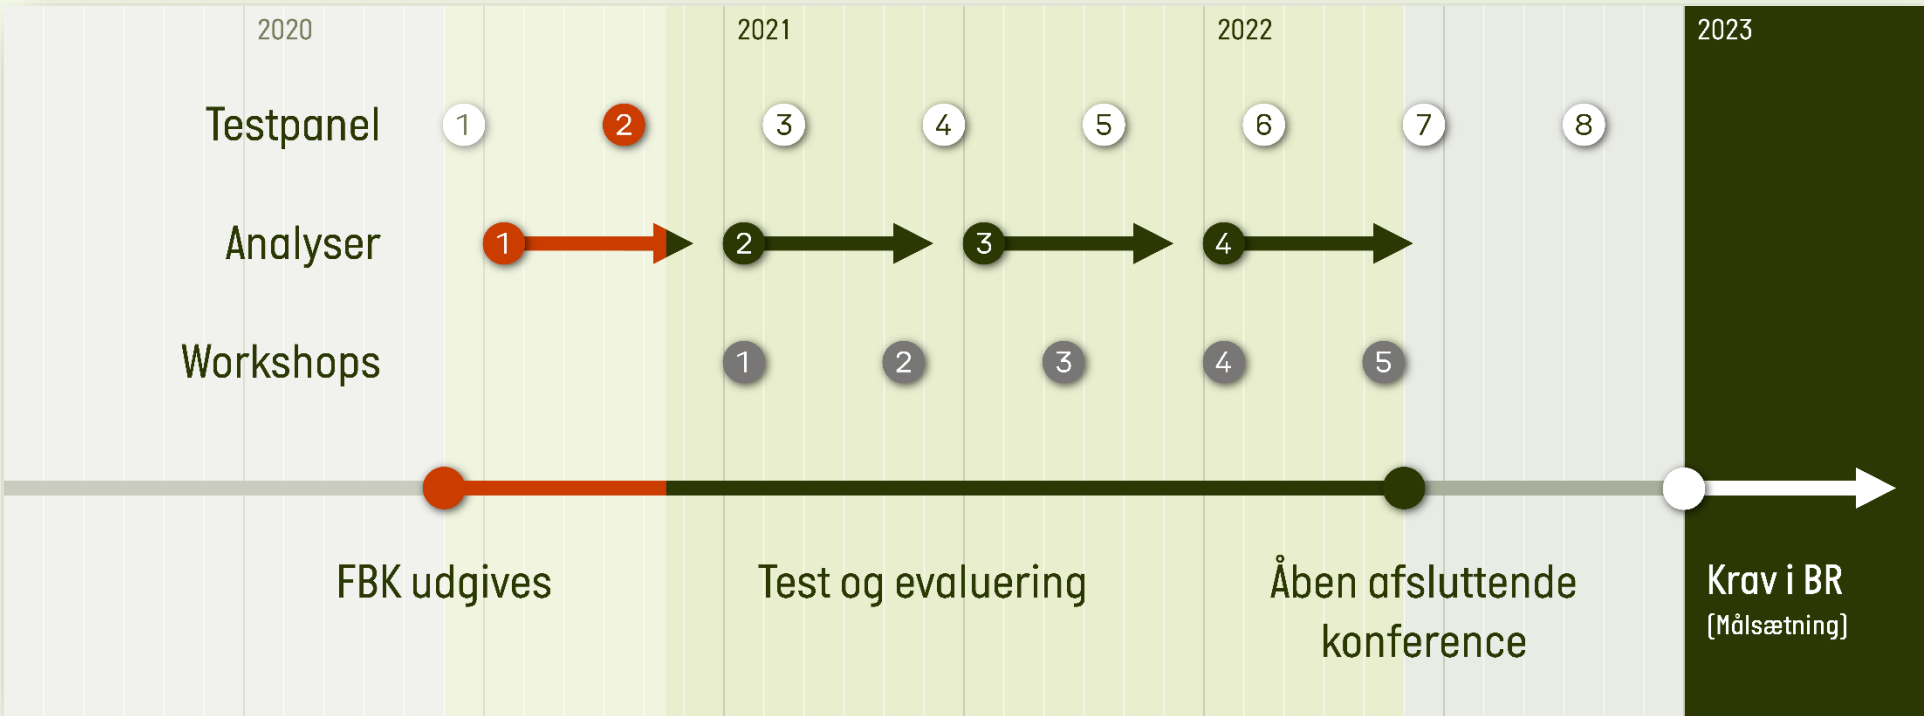 2020 2021 2022 2023
Testpanel 1 2 3 4 5 6 7 8
Analyser 1 2 3 4
Workshops 1 2 3 4 5
FBK udgives
Test og evaluering
Åben afsluttende
konference
Krav i BR
(Målsætning)